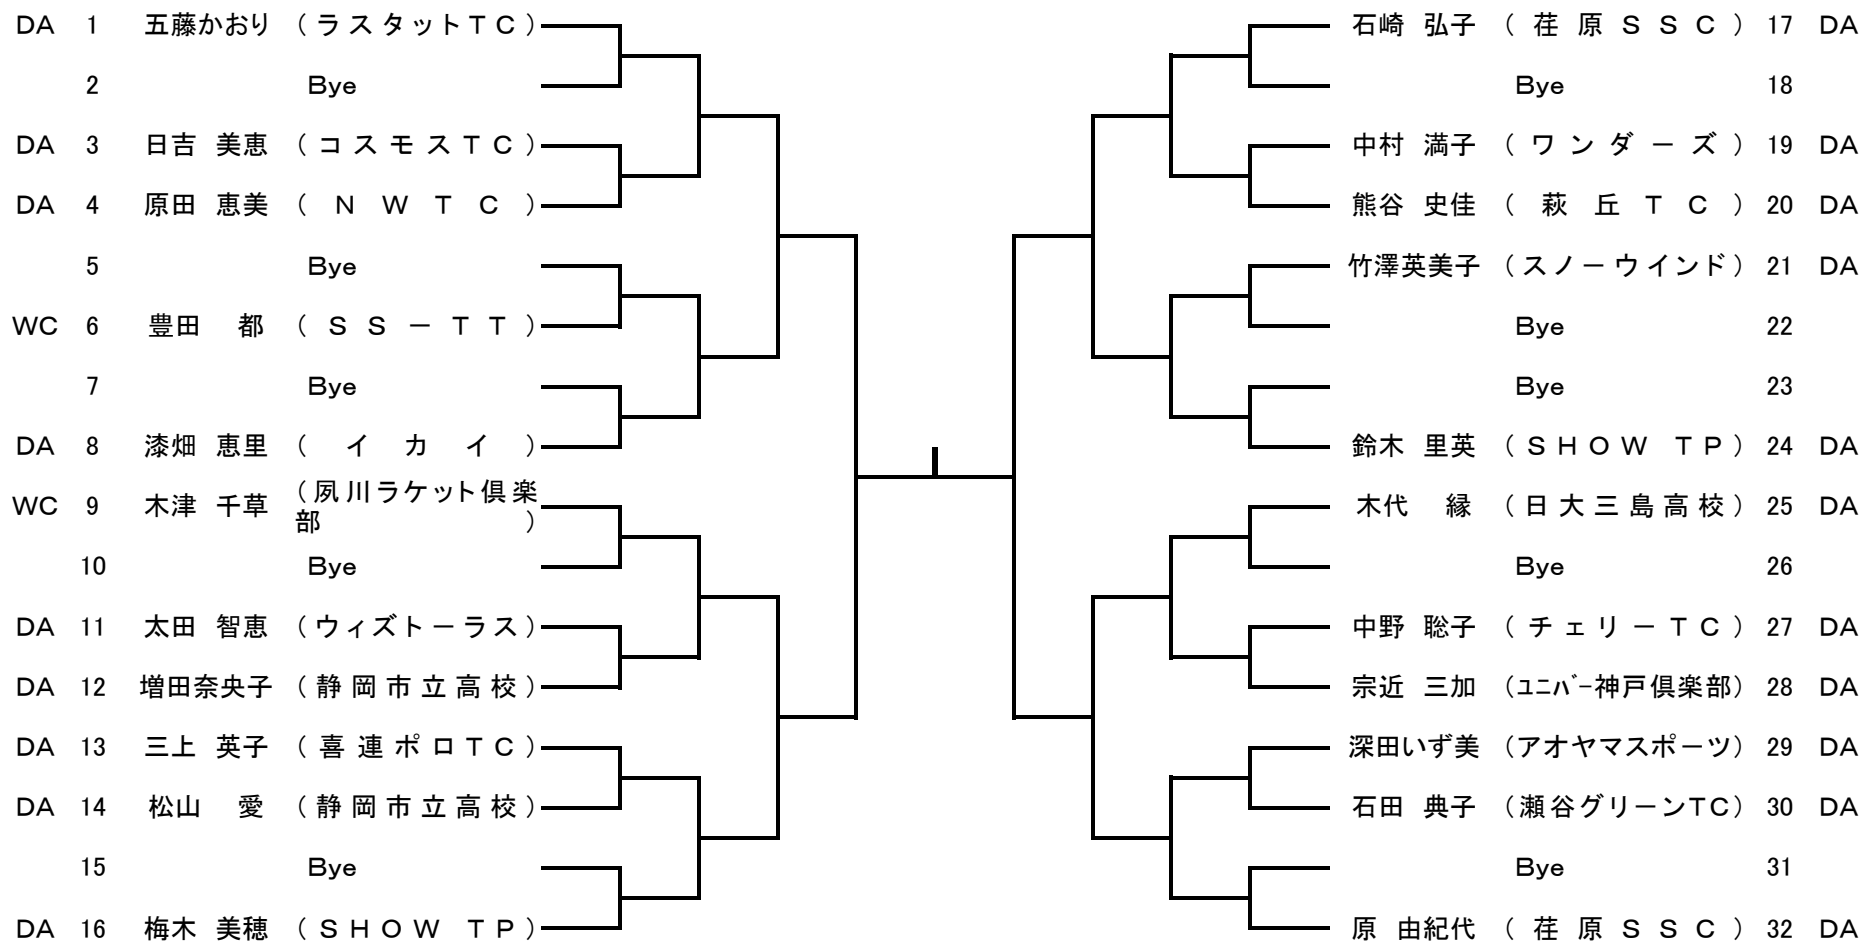 DA 1 五藤かおり （ラスタットＴＣ）
2 Bye
DA 3 日吉 美恵 （コスモスＴＣ）
DA 4 原田 恵美 （ＮＷＴＣ）
5 Bye
WC 6 豊田 都 （ＳＳ－ＴＴ）
7 Bye
DA 8 漆畑 恵里 （イカイ）
WC 9 木津 千草 （夙川ラケット倶楽
部）
10 Bye
DA 11 太田 智恵 （ウィズトーラス）
DA 12 増田奈央子 （静岡市立高校）
DA 13 三上 英子 （喜連ポロＴＣ）
DA 14 松山 愛 （静岡市立高校）
15 Bye
DA 16 梅木 美穂 （ＳＨＯＷ ＴＰ）
石崎 弘子 （荏原ＳＳＣ） 17 DA
Bye 18
中村 満子 （ワンダーズ） 19 DA
熊谷 史佳 （萩丘ＴＣ） 20 DA
竹澤英美子 （スノーウインド） 21 DA
Bye 22
Bye 23
鈴木 里英 （ＳＨＯＷ ＴＰ） 24 DA
木代 縁 （日大三島高校） 25 DA
Bye 26
中野 聡子 （チェリーＴＣ） 27 DA
宗近 三加 （ﾕﾆﾊﾞｰ神戸倶楽部） 28 DA
深田いず美 （アオヤマスポーツ） 29 DA
石田 典子 （瀬谷グリーンTC） 30 DA
Bye 31
原 由紀代 （荏原ＳＳＣ） 32 DA